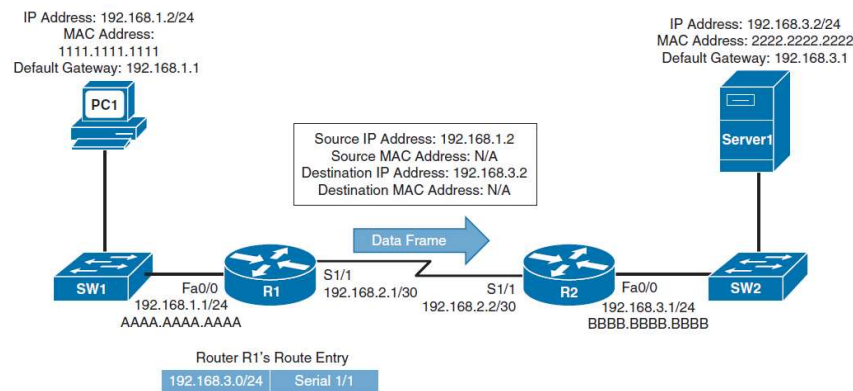 IP Address: 192.168.1.2/24
MAC Address:
1111.1111.1111
Default Gateway: 192.168.1.1
PC1
IP Address: 192.168.3.2/24
MAC Address: 2222.2222.2222
Default Gateway: 192.168.3.1
Server1
Source IP Address: 192.168.1.2
Source MAC Address: N/A
Destination IP Address: 192.168.3.2
Destination MAC Address: N/A
Data Frame
SW1
Fa0/0
192.168.1.1/24
AAAA.AAAA.AAAA
R1
S1/1
192.168.2.1/30
S1/1
192.168.2.2/30
R2
Fa0/0
192.168.3.1/24
BBBB.BBBB.BBBB
SW2
Router R1's Route Entry
192.168.3.0/24 Serial 1/1